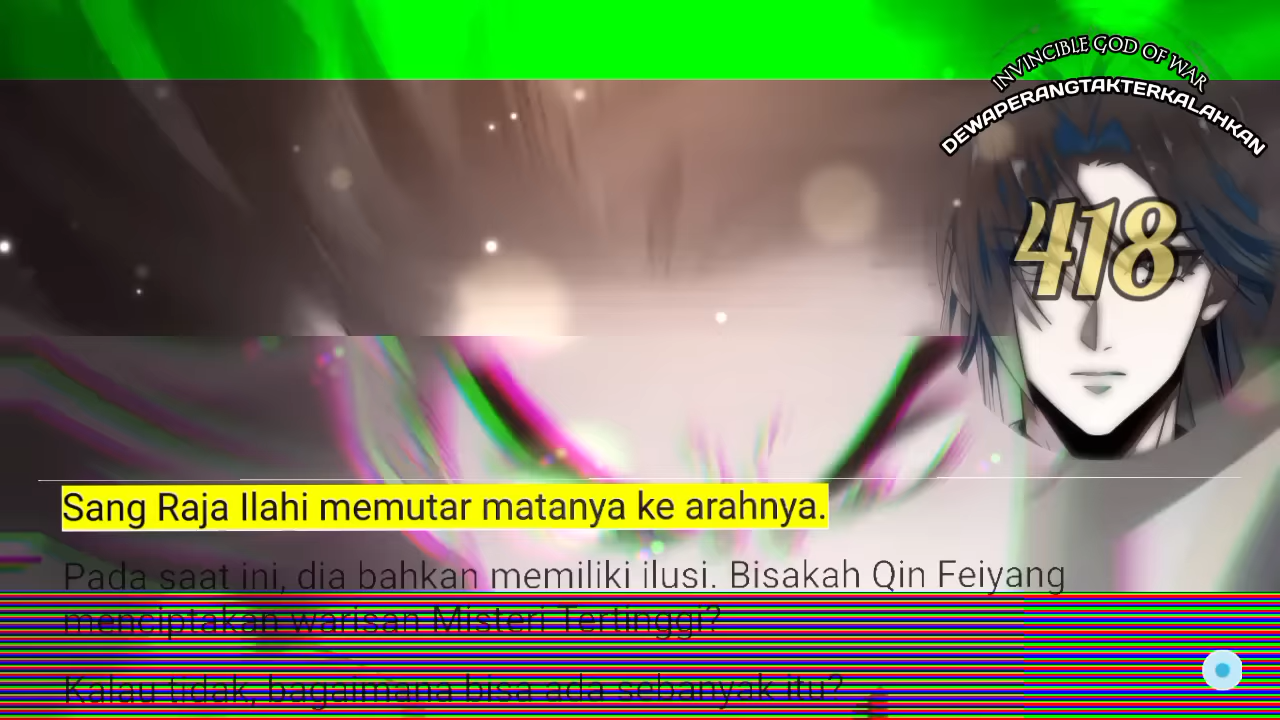 INVINCIBLE GOD OF WAR
DEWAPERANGTAKTERKALAHKAN
418
Sang Raja Ilahi memutar matanya ke arahnya.
Pada saat ini, dia bahkan memiliki ilusi. Bisakah Qin Feiyang
menciptakan warisan Misteri Tertinggi?
Kalau tidak, bagaimana bisa ada sebanyak itu?